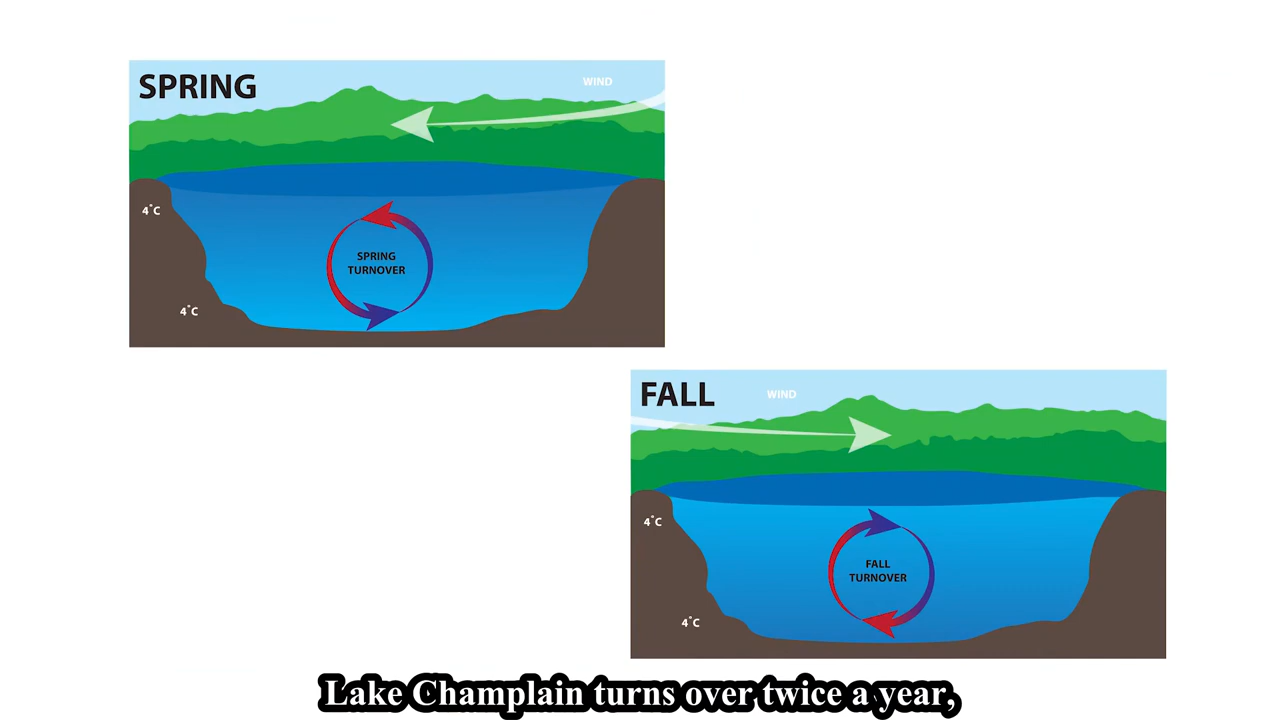 SPRING
WIND
4°C
SPRING
TURNOVER
4°C
FALL
WIND
4°C
FALL
TURNOVER
4°C
Lake Champlain turns over twice a year,